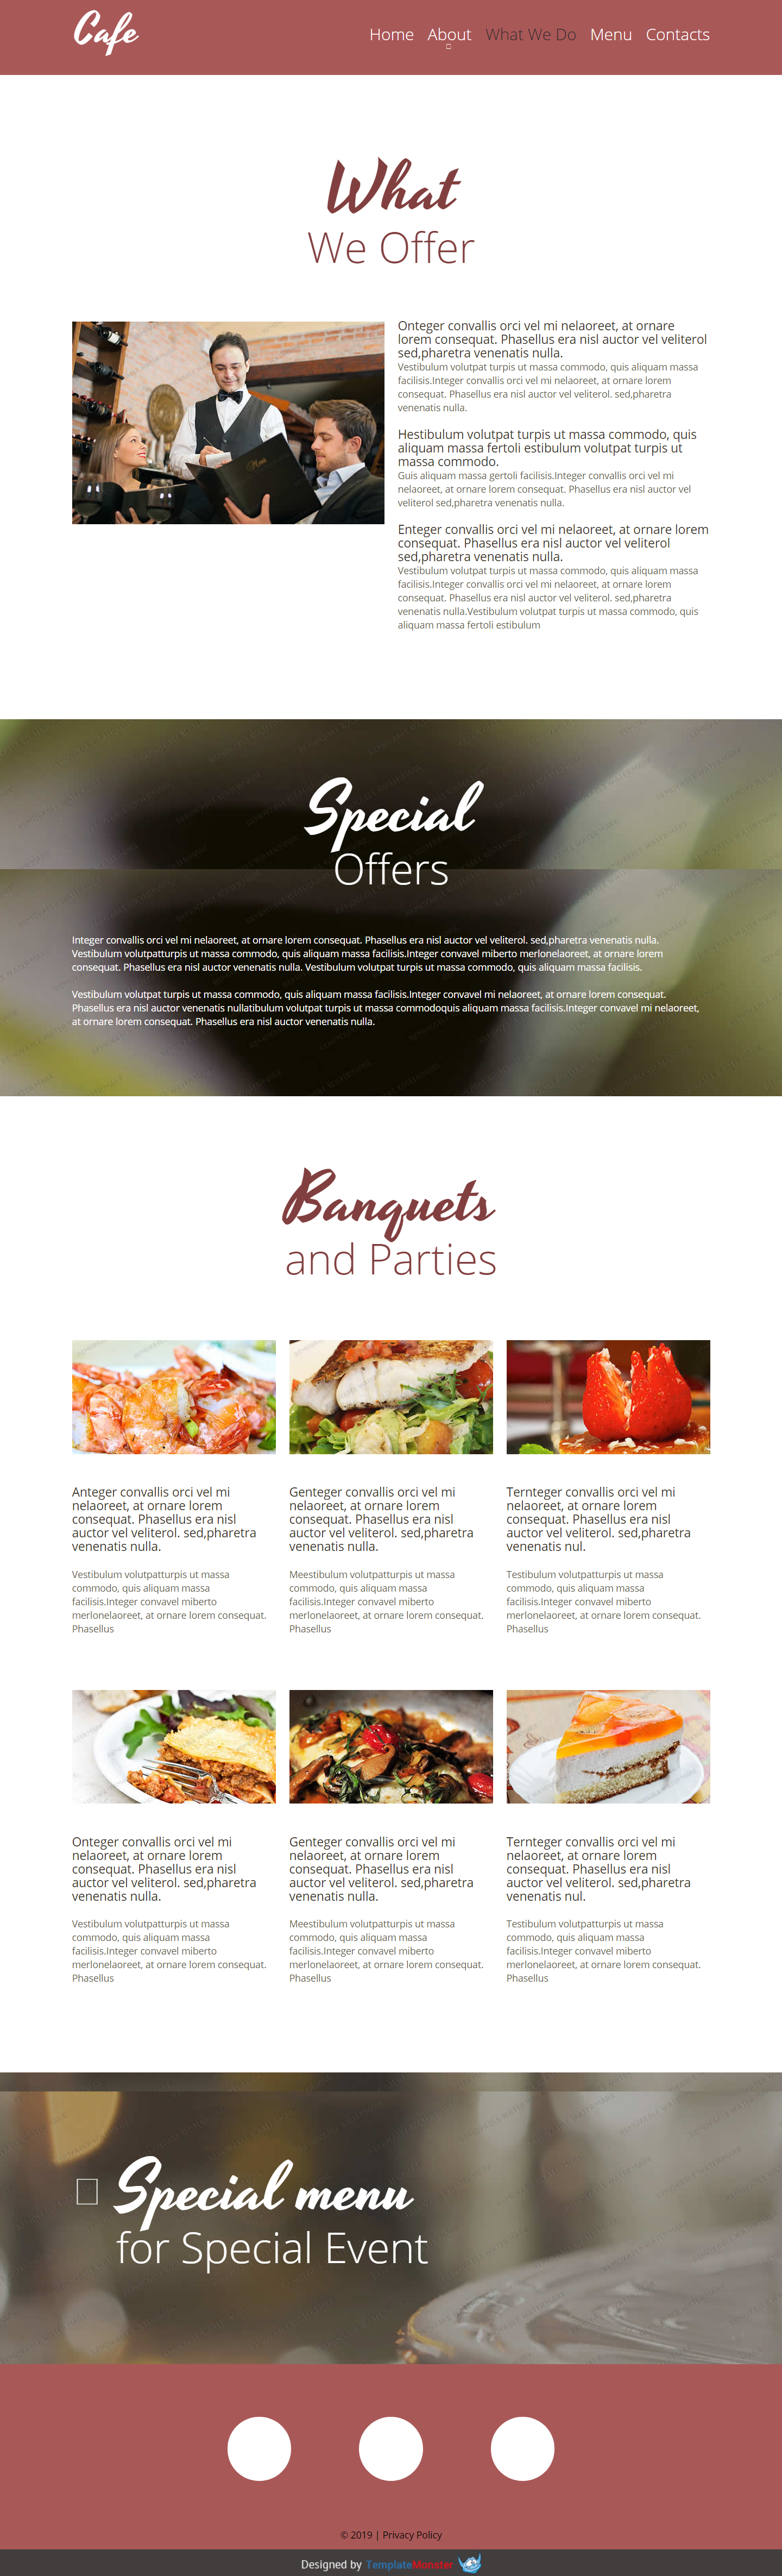 Cafe
Home About What We Do Menu Contacts
What
We Offer
Onteger convallis orci vel mi nelaoreet, at ornare
lorem consequat. Phasellus era nisl auctor vel veliterol
sed,pharetra venenatis nulla.
Vestibulum volutpat turpis ut massa commodo, quis aliquam massa
facilisis.Integer convallis orci vel mi nelaoreet, at ornare lorem
consequat. Phasellus era nisl auctor vel veliterol. sed,pharetra
venenatis nulla.
Hestibulum volutpat turpis ut massa commodo, quis
aliquam massa fertoli estibulum volutpat turpis ut
massa commodo.
Guis aliquam massa gertoli facilisis.Integer convallis orci vel mi
nelaoreet, at ornare lorem consequat. Phasellus era nisl auctor vel
veliterol sed,pharetra venenatis nulla.
Enteger convallis orci vel mi nelaoreet, at ornare lorem
consequat. Phasellus era nisl auctor vel veliterol
sed,pharetra venenatis nulla.
Vestibulum volutpat turpis ut massa commodo, quis aliquam massa
facilisis.Integer convallis orci vel mi nelaoreet, at ornare lorem
consequat. Phasellus era nisl auctor vel veliterol. sed,pharetra
venenatis nulla.Vestibulum volutpat turpis ut massa commodo, quis
aliquam massa fertoli estibulum
Special
Offers
Integer convallis orci vel mi nelaoreet, at ornare lorem consequat. Phasellus era nisl auctor vel veliterol. sed,pharetra venenatis nulla.
Vestibulum volutpatturpis ut massa commodo, quis aliquam massa facilisis.Integer convavel miberto merlonelaoreet, at ornare lorem
consequat. Phasellus era nisl auctor venenatis nulla. Vestibulum volutpat turpis ut massa commodo, quis aliquam massa facilisis.
Vestibulum volutpat turpis ut massa commodo, quis aliquam massa facilisis.Integer convavel mi nelaoreet, at ornare lorem consequat.
Phasellus era nisl auctor venenatis nullatibulum volutpat turpis ut massa commodoquis aliquam massa facilisis.Integer convavel mi nelaoreet,
at ornare lorem consequat. Phasellus era nisl auctor venenatis nulla.
Banquets
and Parties
Anteger convallis orci vel mi
nelaoreet, at ornare lorem
consequat. Phasellus era nisl
auctor vel veliterol. sed,pharetra
venenatis nulla.
Vestibulum volutpatturpis ut massa
commodo, quis aliquam massa
facilisis.Integer convavel miberto
merlonelaoreet, at ornare lorem consequat.
Phasellus
Genteger convallis orci vel mi
nelaoreet, at ornare lorem
consequat. Phasellus era nisl
auctor vel veliterol. sed,pharetra
venenatis nulla.
Meestibulum volutpatturpis ut massa
commodo, quis aliquam massa
facilisis.Integer convavel miberto
merlonelaoreet, at ornare lorem consequat.
Phasellus
Ternteger convallis orci vel mi
nelaoreet, at ornare lorem
consequat. Phasellus era nisl
auctor vel veliterol. sed,pharetra
venenatis nul.
Testibulum volutpatturpis ut massa
commodo, quis aliquam massa
facilisis.Integer convavel miberto
merlonelaoreet, at ornare lorem consequat.
Phasellus
Onteger convallis orci vel mi
nelaoreet, at ornare lorem
consequat. Phasellus era nisl
auctor vel veliterol. sed,pharetra
venenatis nulla.
Vestibulum volutpatturpis ut massa
commodo, quis aliquam massa
facilisis.Integer convavel miberto
merlonelaoreet, at ornare lorem consequat.
Phasellus
Genteger convallis orci vel mi
nelaoreet, at ornare lorem
consequat. Phasellus era nisl
auctor vel veliterol. sed,pharetra
venenatis nulla.
Meestibulum volutpatturpis ut massa
commodo, quis aliquam massa
facilisis.Integer convavel miberto
merlonelaoreet, at ornare lorem consequat.
Phasellus
Ternteger convallis orci vel mi
nelaoreet, at ornare lorem
consequat. Phasellus era nisl
auctor vel veliterol. sed,pharetra
venenatis nul.
Testibulum volutpatturpis ut massa
commodo, quis aliquam massa
facilisis.Integer convavel miberto
merlonelaoreet, at ornare lorem consequat.
Phasellus
Special menu
for Special Event
© 2019 | Privacy Policy
Designed by TemplateMonster